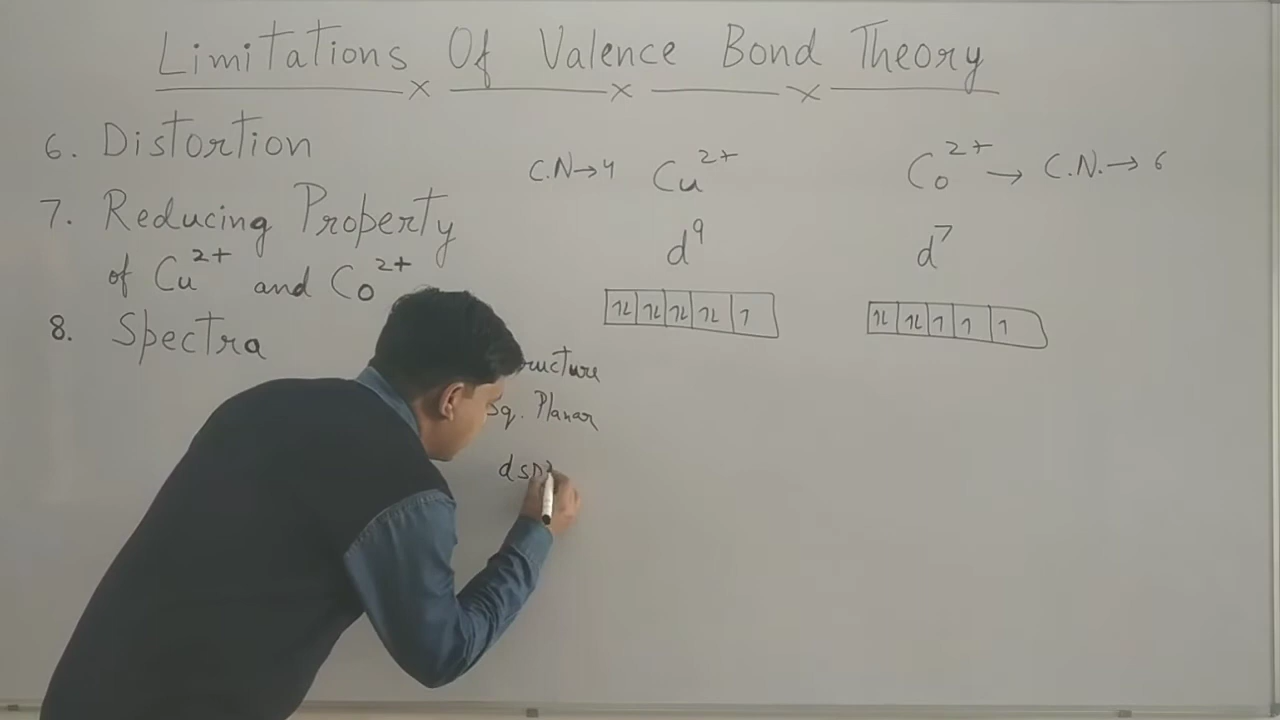 Limitations Of Valence Bond Theory
6. Distortion
7. Reducing Property
of Cu²⁺ and Co²⁺
8. Spectra
C.N→4 Cu²⁺
d⁹
Sq. Planar
Co²⁺ → C.N.→6
d⁷